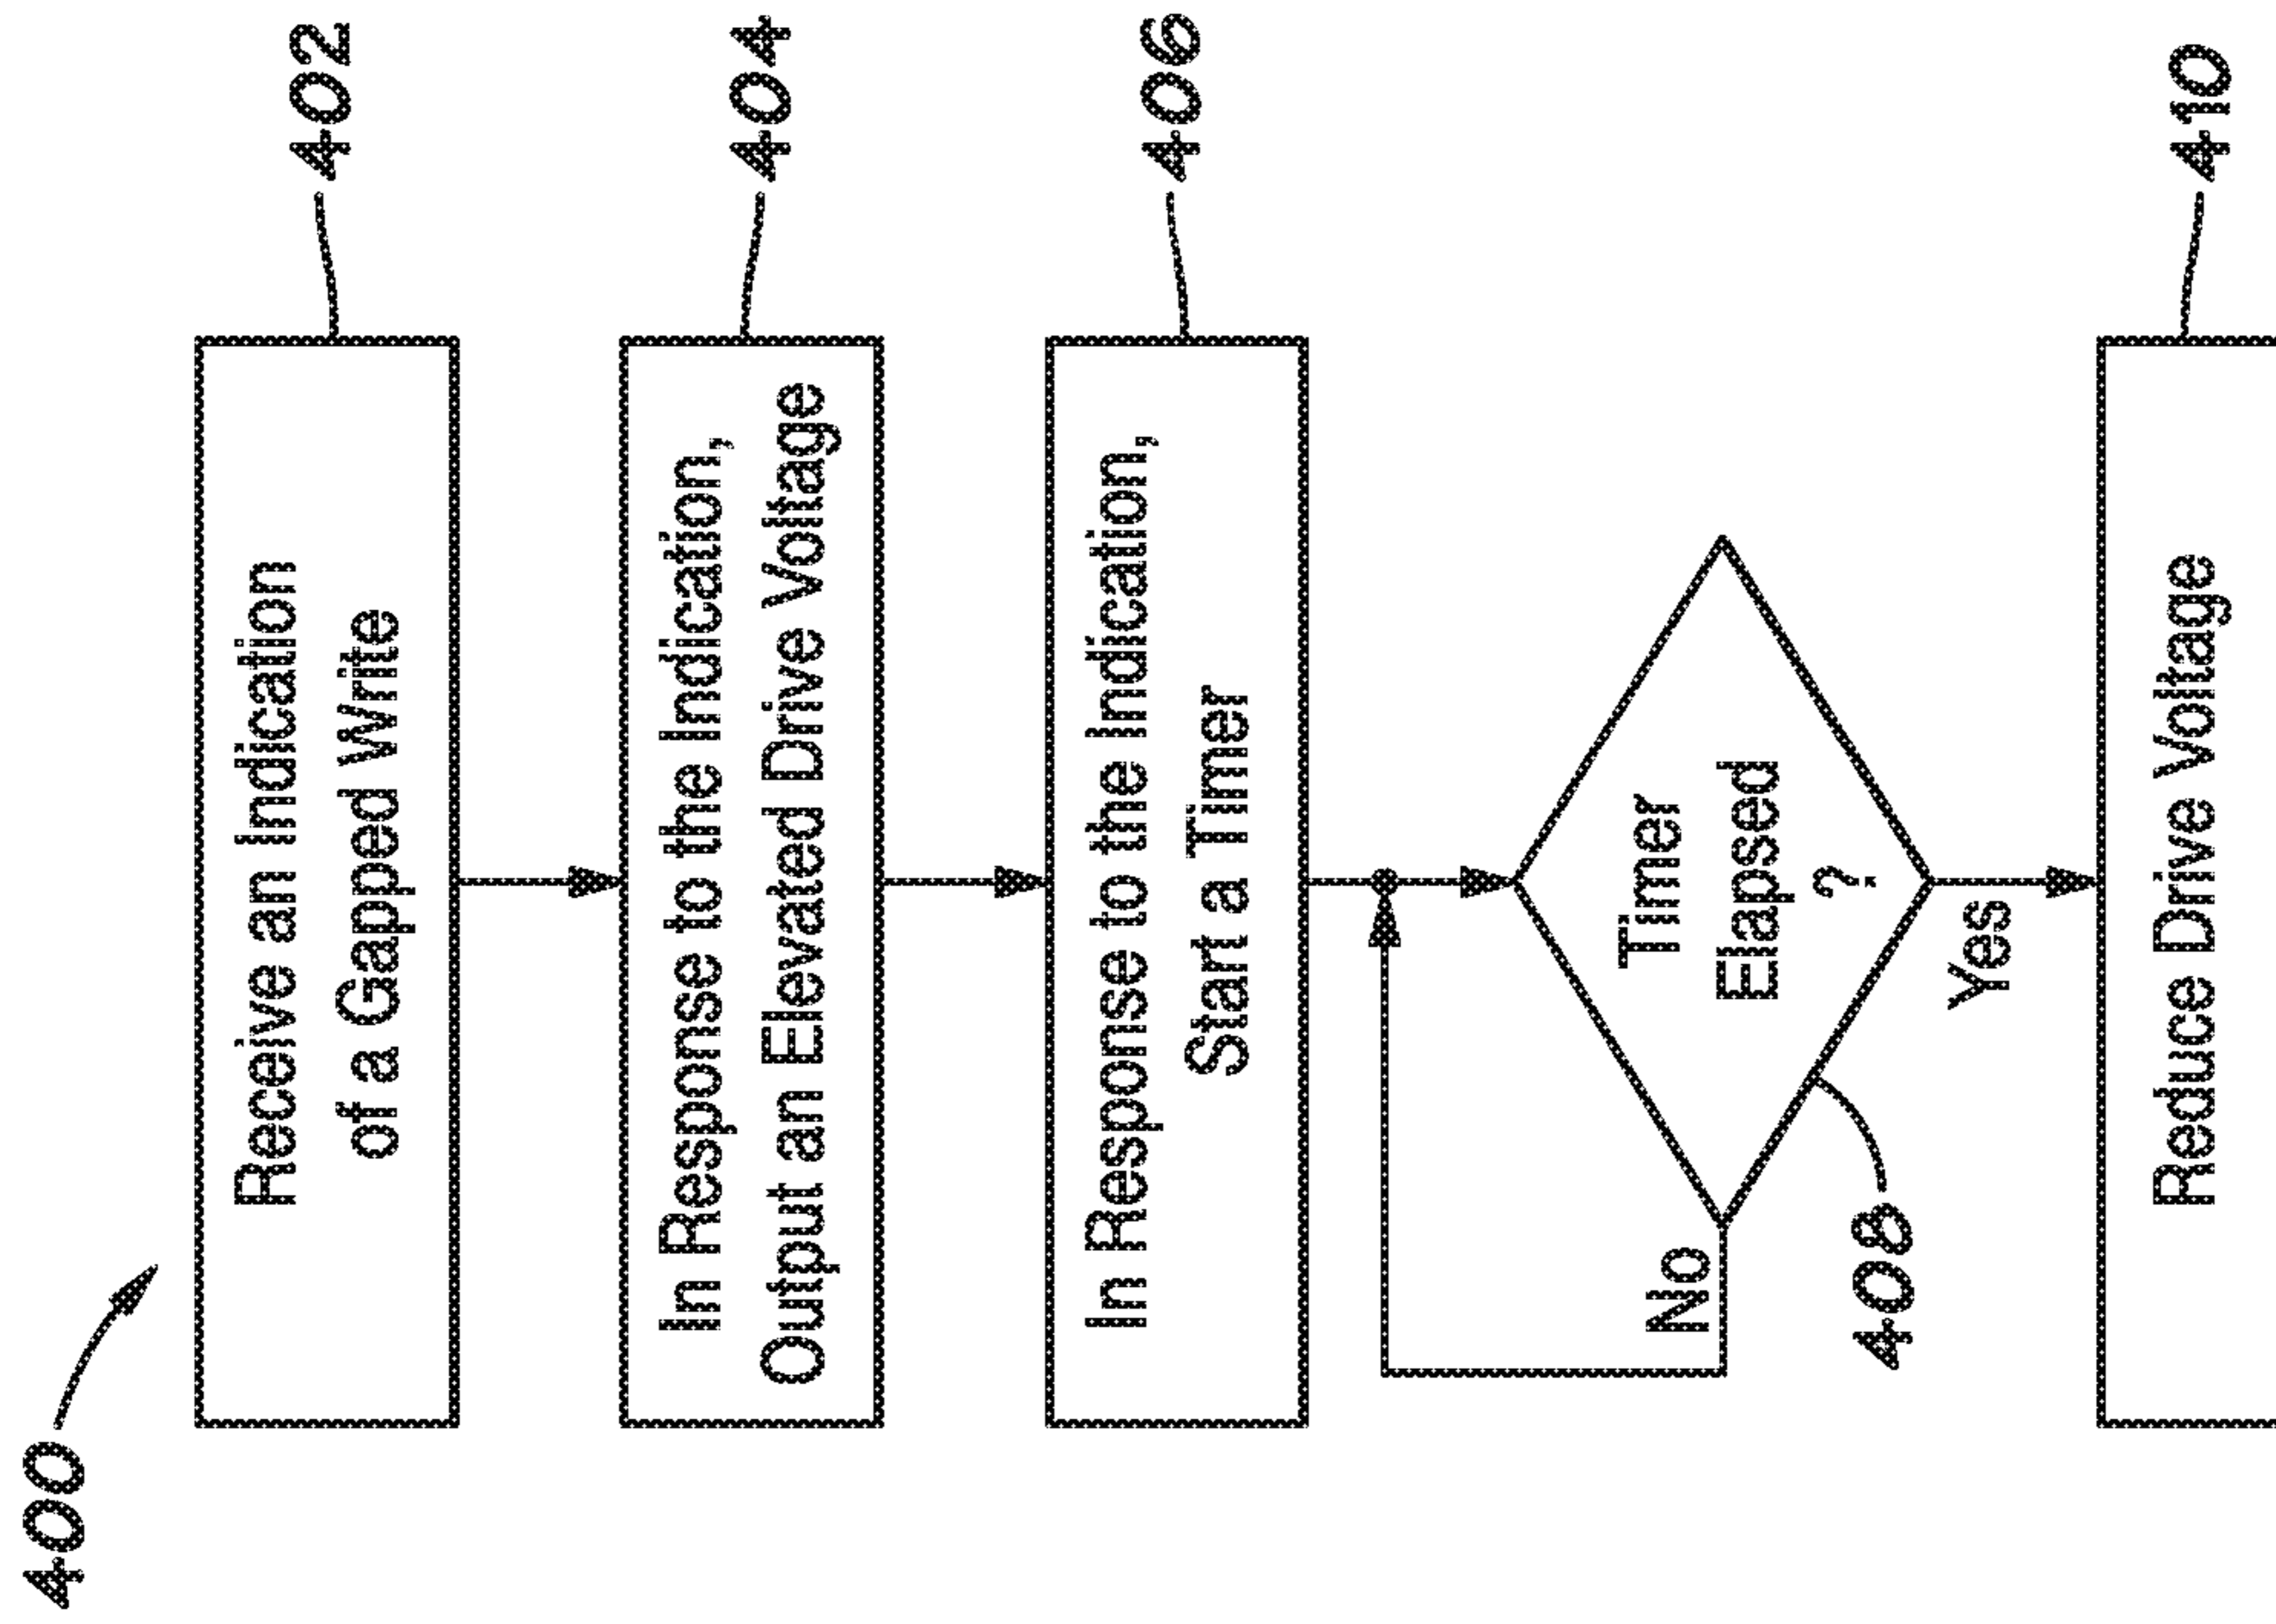 400
Receive an Indication
of a Gapped Write
402
In Response to the Indication,
Output an Elevated Drive Voltage
404
In Response to the Indication,
Start a Timer
406
Timer
Elapsed
?
No
408
Yes
Reduce Drive Voltage
410